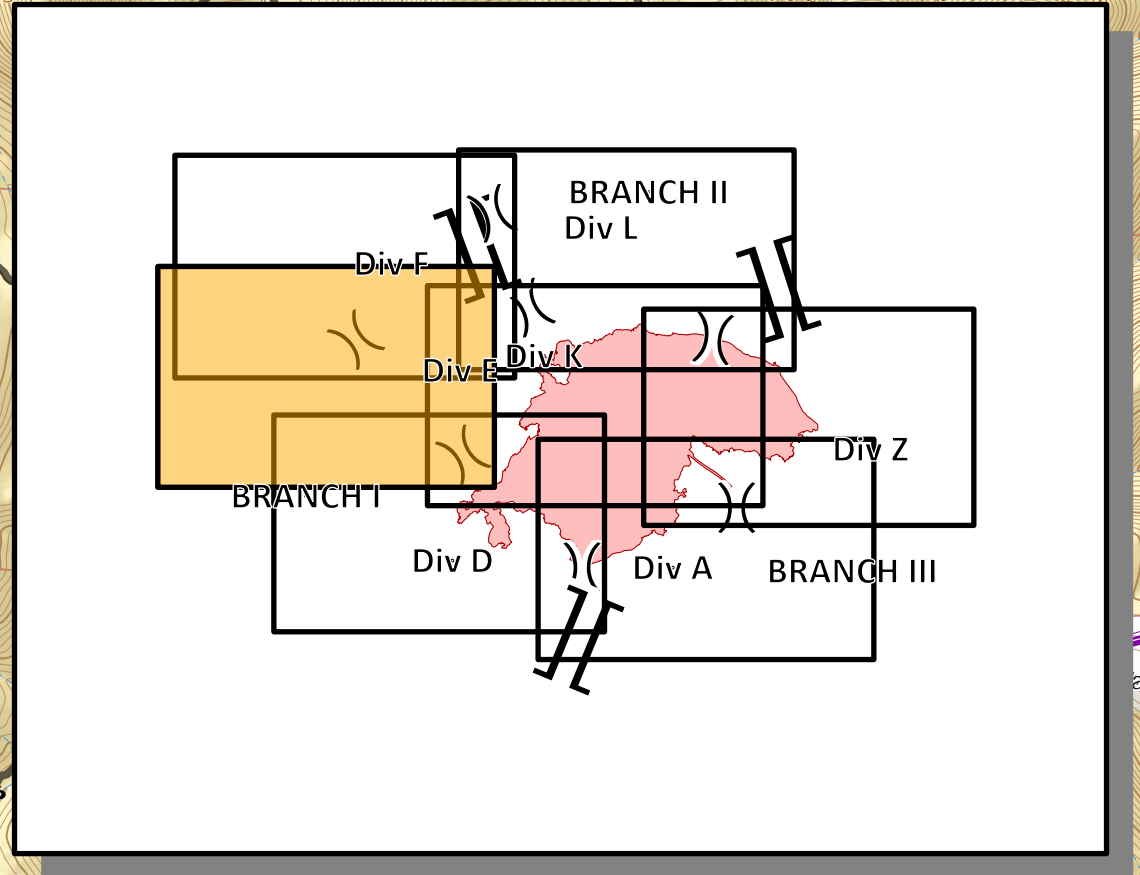 BRANCH II
Div L
Div F
Div K
Div E
Div Z
BRANCH I
Div D
Div A
BRANCH III